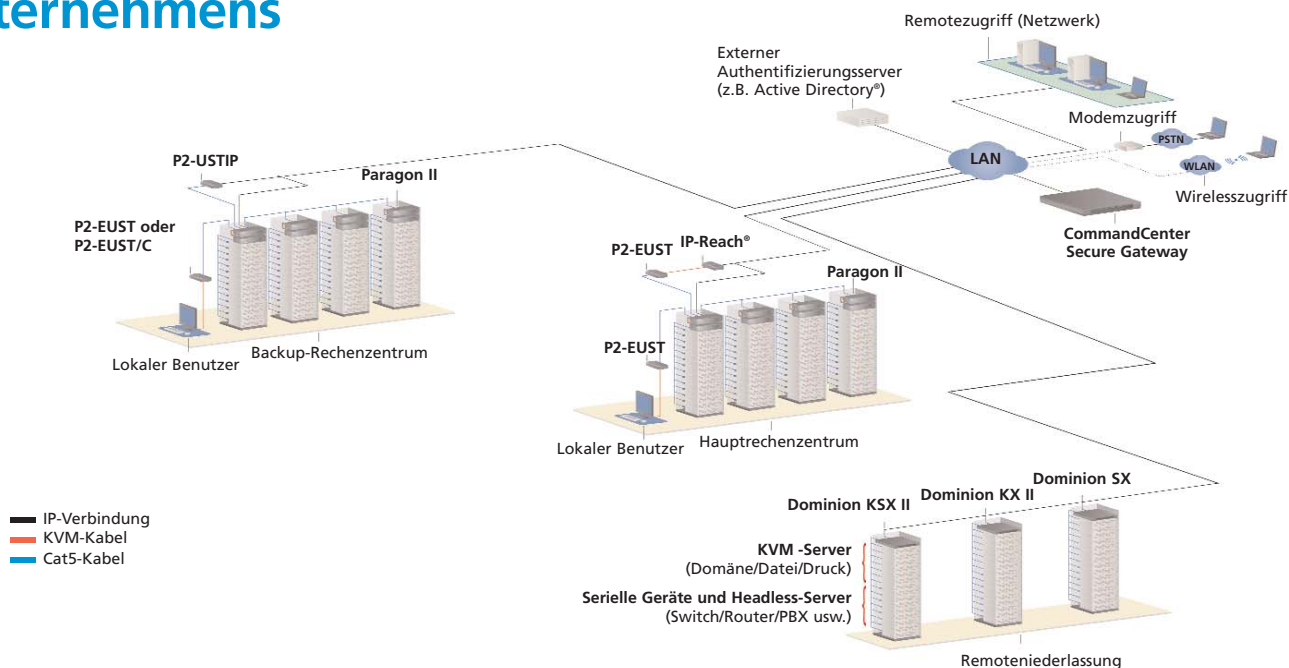 ternehmens
Remotezugriff (Netzwerk)
Externer
Authentifizierungsserver
(z.B. Active Directory®)
Modemzugriff
PSTN
LAN
WLAN
Wirelesszugriff
CommandCenter
Secure Gateway
P2-USTIP
Paragon II
P2-EUST oder
P2-EUST/C
Lokaler Benutzer
Backup-Rechenzentrum
P2-EUST
IP-Reach®
Paragon II
P2-EUST
Lokaler Benutzer
Hauptrechenzentrum
IP-Verbindung
KVM-Kabel
Cat5-Kabel
Dominion KSX II
Dominion KX II
Dominion SX
KVM -Server
(Domäne/Datei/Druck)
Serielle Geräte und Headless-Server
(Switch/Router/PBX usw.)
Remoteniederlassung